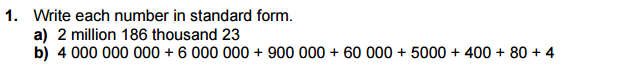 1. Write each number in standard form.
a) 2 million 186 thousand 23
b) 4 000 000 000 + 6 000 000 + 900 000 + 60 000 + 5000 + 400 + 80 + 4